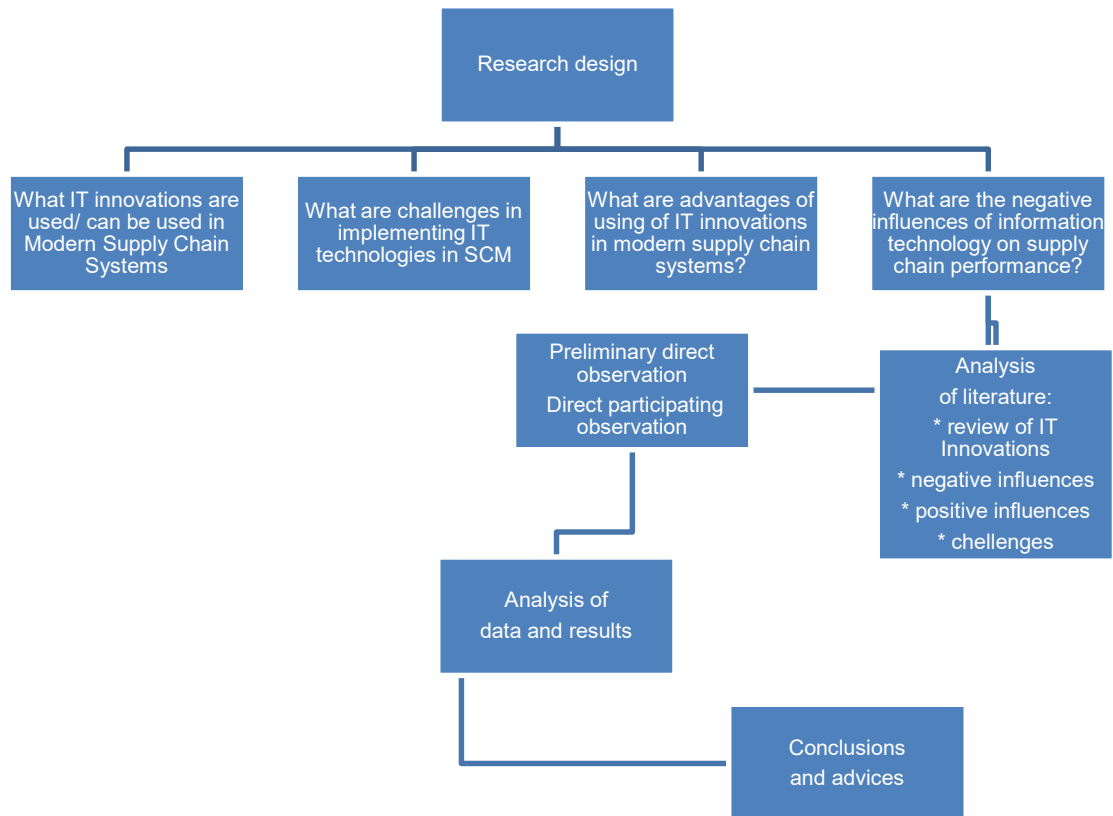 Research design
What IT innovations are
used/ can be used in
Modern Supply Chain
Systems
What are challenges in
implementing IT
technologies in SCM
What are advantages of
using of IT innovations
in modern supply chain
systems?
What are the negative
influences of information
technology on supply
chain performance?
Preliminary direct
observation
Direct participating
observation
Analysis
of literature:
* review of IT
Innovations
* negative influences
* positive influences
* chellenges
Analysis of
data and results
Conclusions
and advices